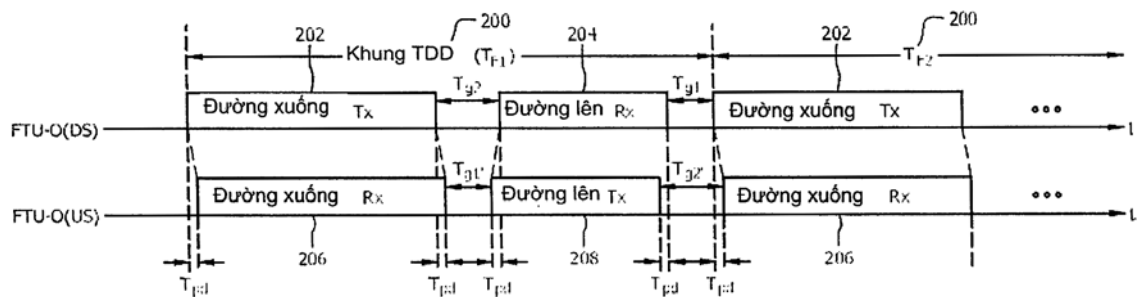 200 200
202 204 202
Khung TDD (T_F1) T_F2
T_g2 T_g1
Đường xuống Tx Đường lên Rx Đường xuống Tx
FTU-O(DS) t
T_g1' T_g2'
Đường xuống Rx Đường lên Tx Đường xuống Rx
FTU-O(US) t
206 208 206
T_pd T_pd T_pd T_pd T_pd